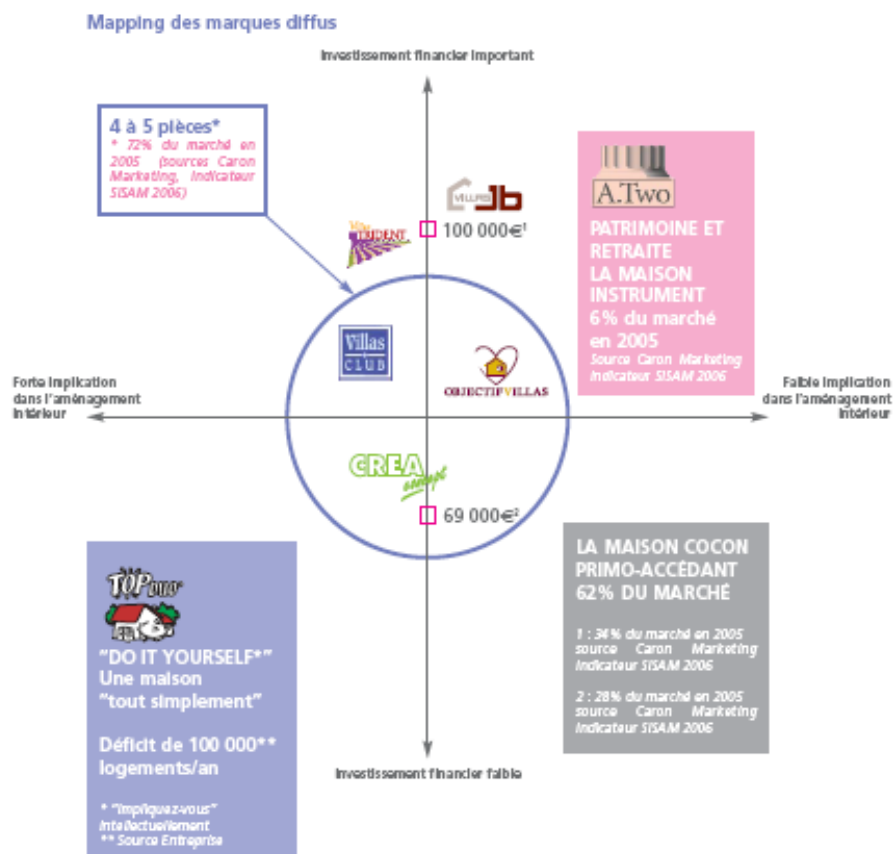 Mapping des marques diffus
Investissement financier important
4 à 5 pièces*
* 72% du marché en
2005 (sources Caron
Marketing, Indicateur
SISAM 2006)
VILLAS Jb
Villas TRIDENT
100 000€¹
A.Two
PATRIMOINE ET
RETRAITE
LA MAISON
INSTRUMENT
6% du marché
en 2005
Source Caron Marketing
Indicateur SISAM 2006
Villas
CLUB
OBJECTIF VILLAS
Forte implication
dans l'aménagement
intérieur
Faible implication
dans l'aménagement
intérieur
CREA
concept
69 000€²
TOP DUO
"DO IT YOURSELF*"
Une maison
"tout simplement"
Déficit de 100 000**
logements/an
* "Impliquez-vous"
intellectuellement
** Source Entreprise
LA MAISON COCON
PRIMO-ACCÉDANT
62% DU MARCHÉ
1 : 34% du marché en 2005
source Caron Marketing
Indicateur SISAM 2006
2 : 28% du marché en 2005
source Caron Marketing
Indicateur SISAM 2006
Investissement financier faible